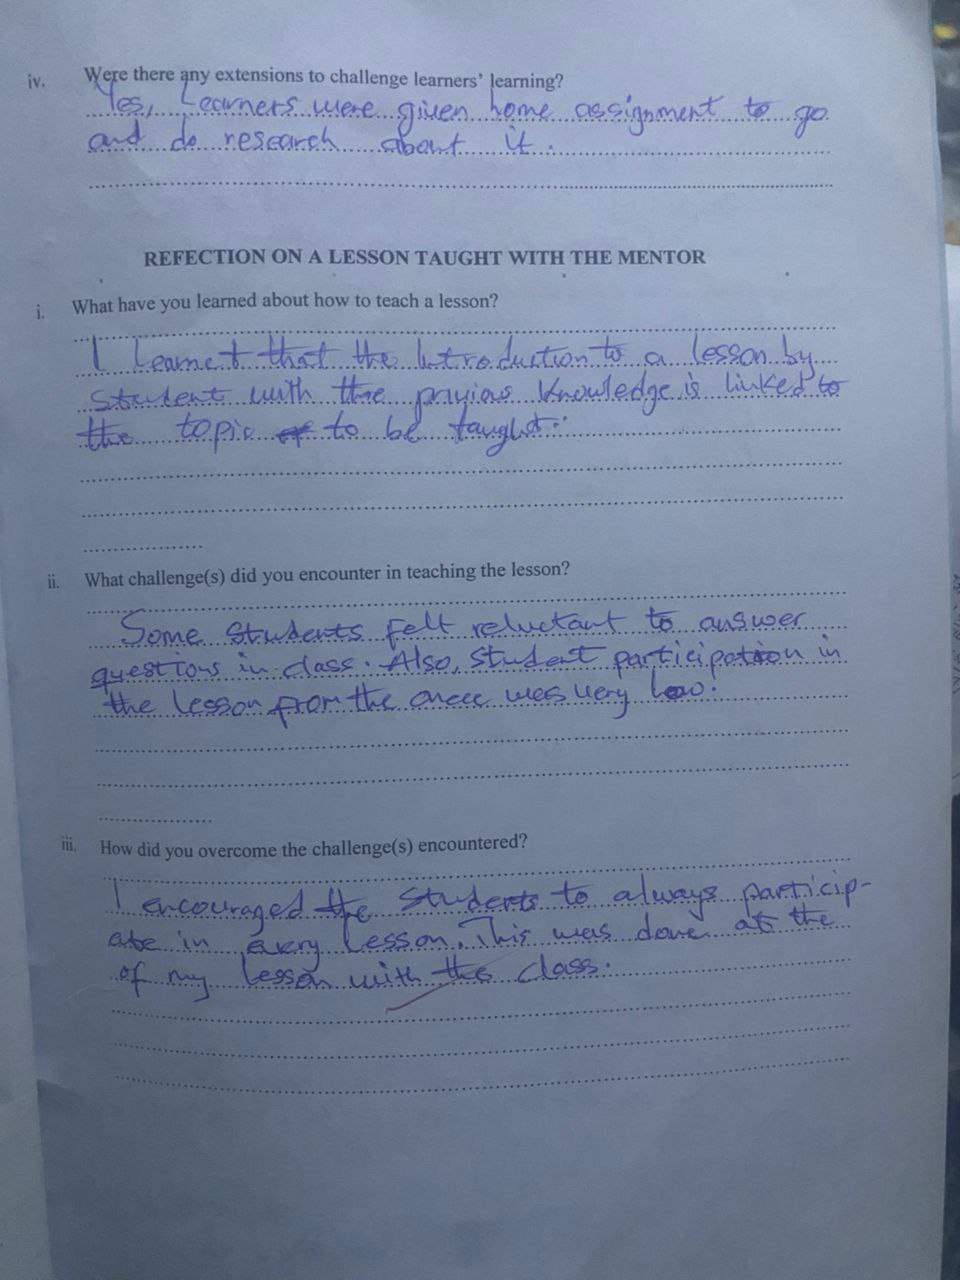 iv. Were there any extensions to challenge learners' learning?
Yes, Learners were given home assignment to go
and do research about it.
REFECTION ON A LESSON TAUGHT WITH THE MENTOR
i. What have you learned about how to teach a lesson?
I learnet that the Introduction to a lesson by
student with the previous knowledge is linked to
the topic of to be taught.
ii. What challenge(s) did you encounter in teaching the lesson?
Some students felt reluctant to answer
questions in class. Also, student participation in
the lesson from the was very low.
iii. How did you overcome the challenge(s) encountered?
I encouraged the students to always particip-
ate in every lesson. This was done at the
of my lesson with the class.